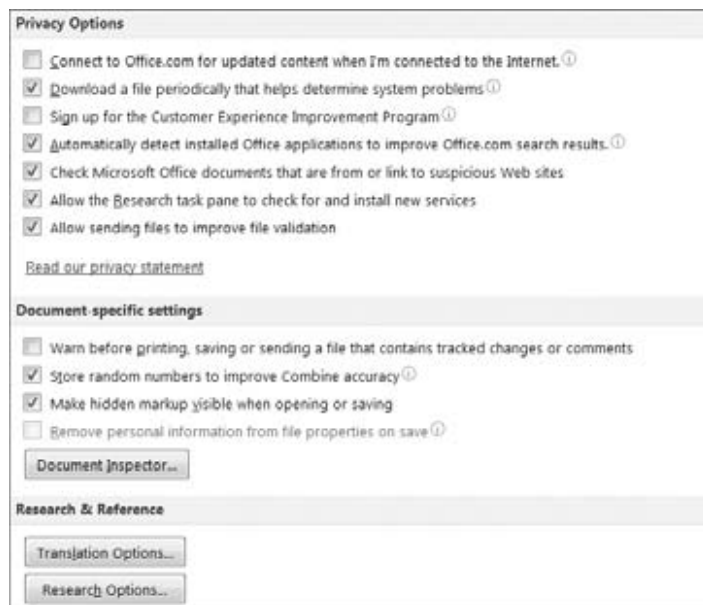 Privacy Options
Connect to Office.com for updated content when I'm connected to the Internet.
Download a file periodically that helps determine system problems
Sign up for the Customer Experience Improvement Program
Automatically detect installed Office applications to improve Office.com search results.
Check Microsoft Office documents that are from or link to suspicious Web sites
Allow the Research task pane to check for and install new services
Allow sending files to improve file validation
Read our privacy statement
Document-specific settings
Warn before printing, saving or sending a file that contains tracked changes or comments
Store random numbers to improve Combine accuracy
Make hidden markup visible when opening or saving
Remove personal information from file properties on save
Document Inspector...
Research & Reference
Translation Options...
Research Options...